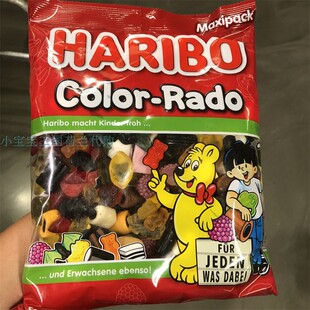 Maxipack
HARIBO
Color-Rado
Haribo macht Kinder froh ...
FÜR
JEDEN
WAS DABEI
... und Erwachsene ebenso!